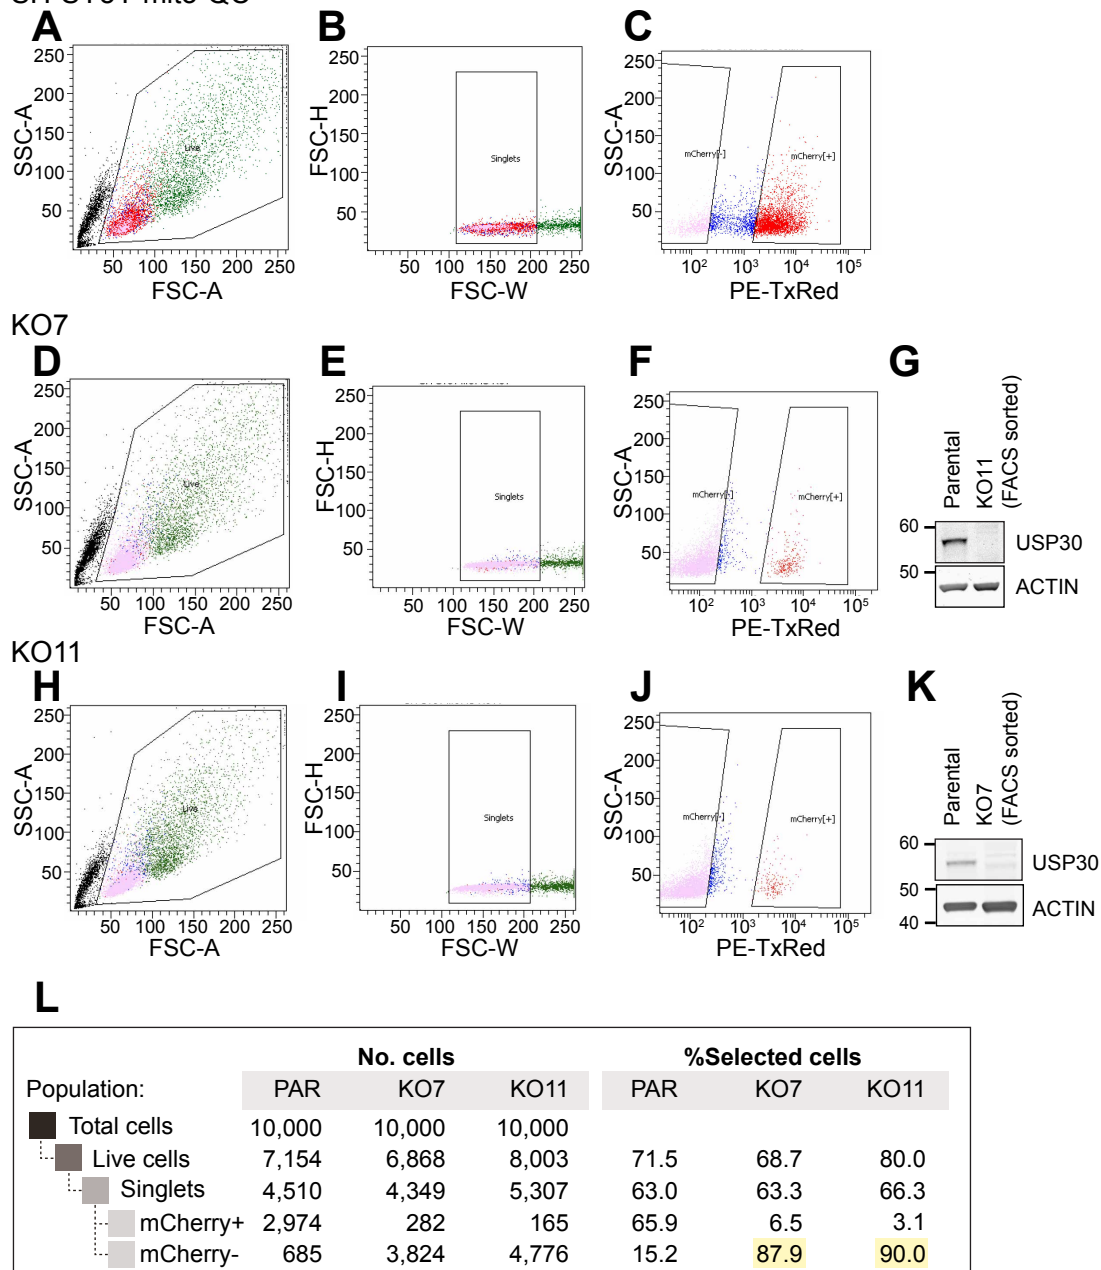 A
B
C
250
200
150
100
50
SSC-A
Live
50 100 150 200 250
FSC-A
250
200
150
100
50
FSC-H
Singlets
50 100 150 200 250
FSC-W
250
200
150
100
50
SSC-A
mCherry[-]
mCherry[+]
10² 10³ 10⁴ 10⁵
PE-TxRed
KO7
D
E
F
G
250
200
150
100
50
SSC-A
Live
50 100 150 200 250
FSC-A
250
200
150
100
50
FSC-H
Singlets
50 100 150 200 250
FSC-W
250
200
150
100
50
SSC-A
mCherry[-]
mCherry[+]
10² 10³ 10⁴ 10⁵
PE-TxRed
Parental
KO11
(FACS sorted)
60
50
USP30
ACTIN
KO11
H
I
J
K
250
200
150
100
50
SSC-A
Live
50 100 150 200 250
FSC-A
250
200
150
100
50
FSC-H
Singlets
50 100 150 200 250
FSC-W
250
200
150
100
50
SSC-A
mCherry[-]
mCherry[+]
10² 10³ 10⁴ 10⁵
PE-TxRed
Parental
KO7
(FACS sorted)
60
50
40
USP30
ACTIN
L
No. cells %Selected cells
Population: PAR KO7 KO11 PAR KO7 KO11
Total cells 10,000 10,000 10,000
Live cells 7,154 6,868 8,003 71.5 68.7 80.0
Singlets 4,510 4,349 5,307 63.0 63.3 66.3
mCherry+ 2,974 282 165 65.9 6.5 3.1
mCherry- 685 3,824 4,776 15.2 87.9 90.0